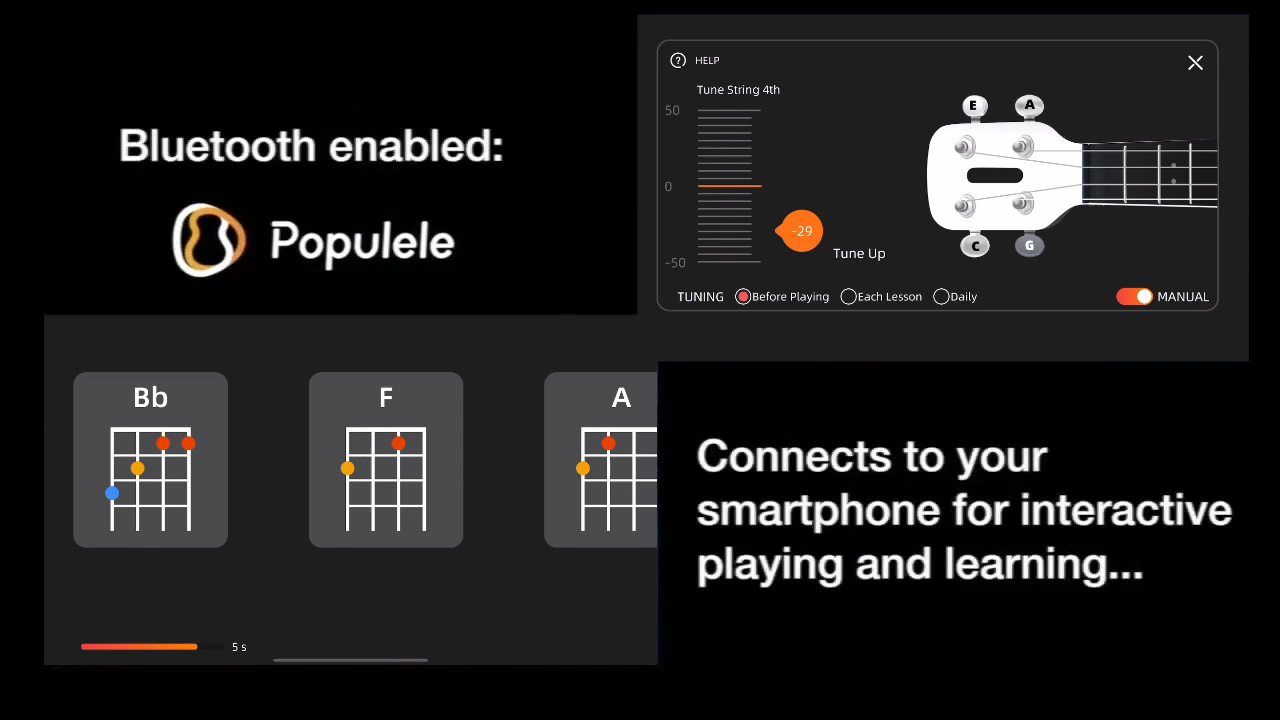 Bluetooth enabled:
Populele
HELP
Tune String 4th
50
0
-50
-29
Tune Up
E
A
C
G
TUNING
Before Playing
Each Lesson
Daily
MANUAL
Bb
F
A
5 s
Connects to your
smartphone for interactive
playing and learning...